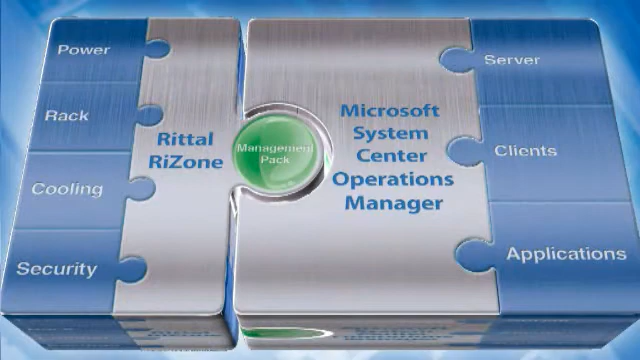 Power
Rack
Cooling
Security
Rittal
RiZone
Management
Pack
Microsoft
System
Center
Operations
Manager
Server
Clients
Applications